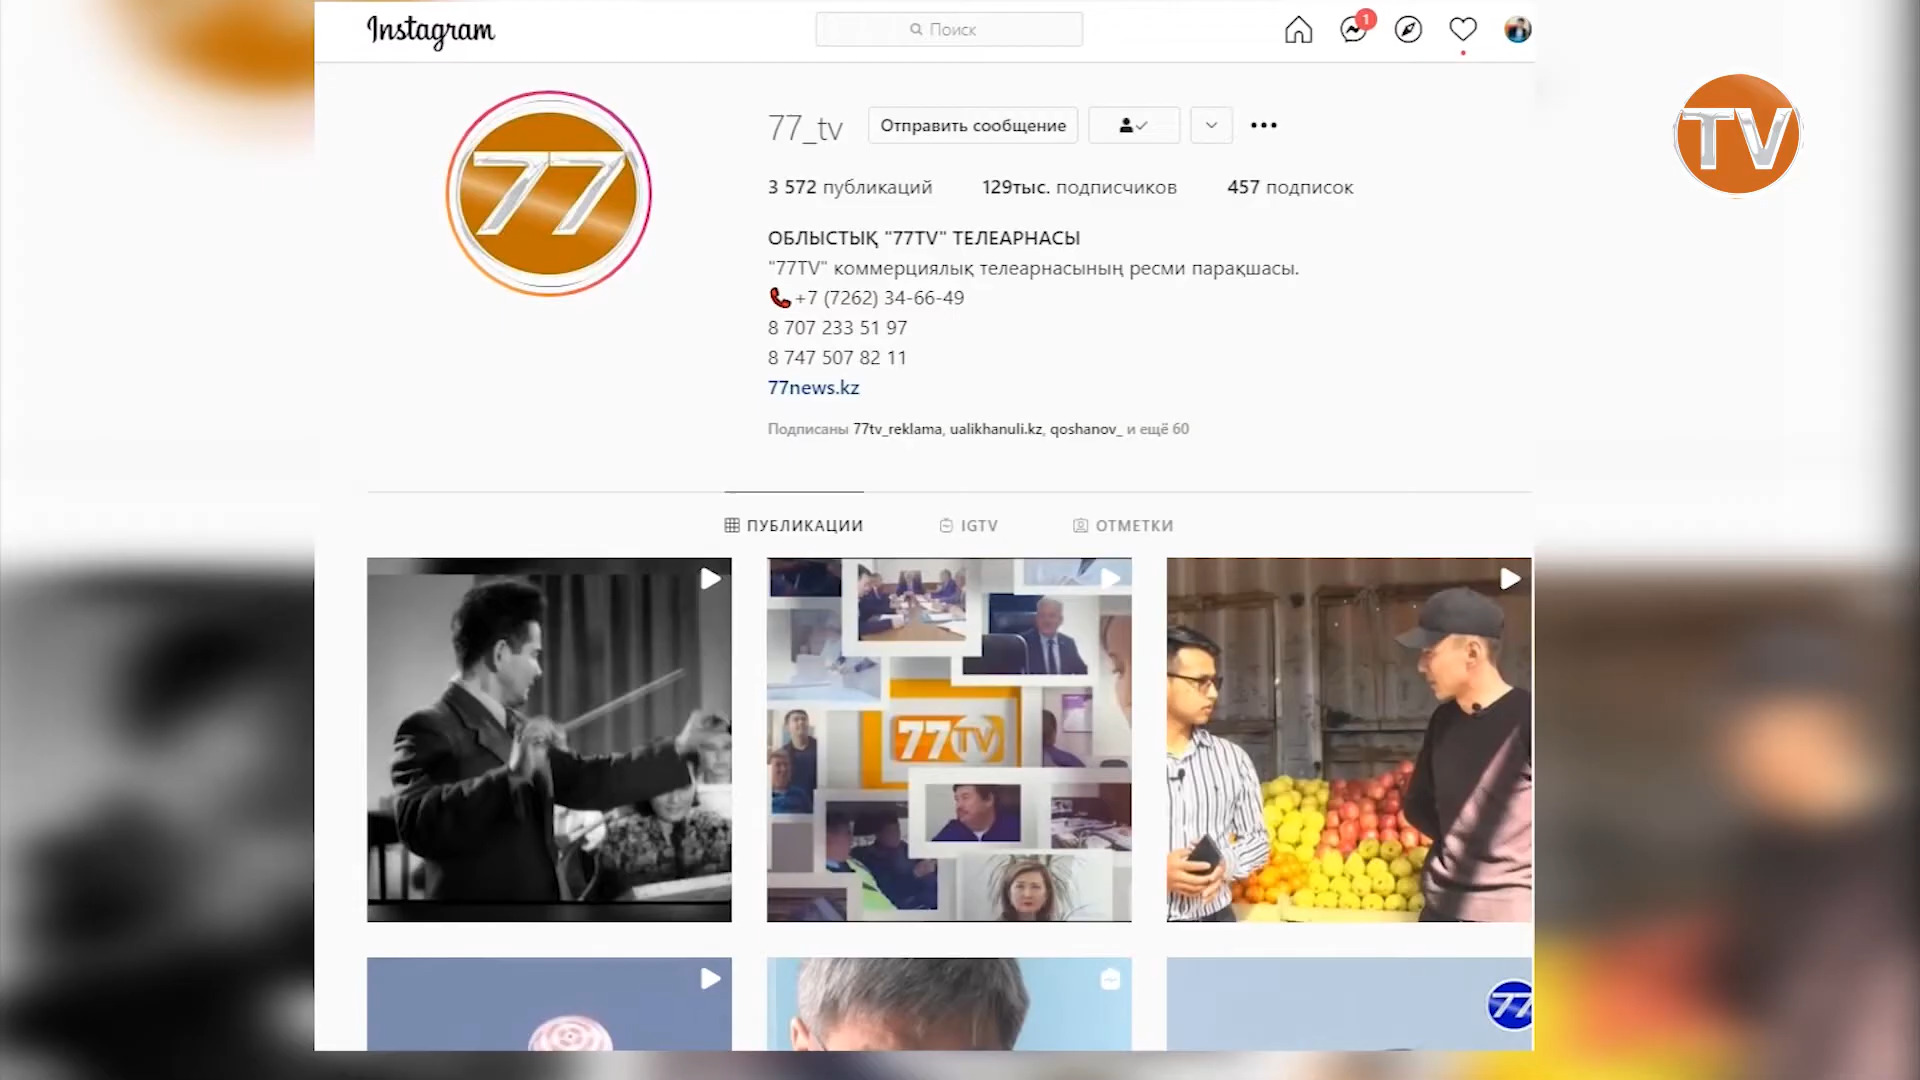 Instagram
Поиск
1
TV
77
77_tv
Отправить сообщение
3 572 публикаций 129тыс. подписчиков 457 подписок
ОБЛЫСТЫҚ "77TV" ТЕЛЕАРНАСЫ
"77TV" коммерциялық телеарнасының ресми парақшасы.
+7 (7262) 34-66-49
8 707 233 51 97
8 747 507 82 11
77news.kz
Подписаны 77tv_reklama, ualikhanuli.kz, qoshanov_ и ещё 60
ПУБЛИКАЦИИ IGTV ОТМЕТКИ
77TV
77